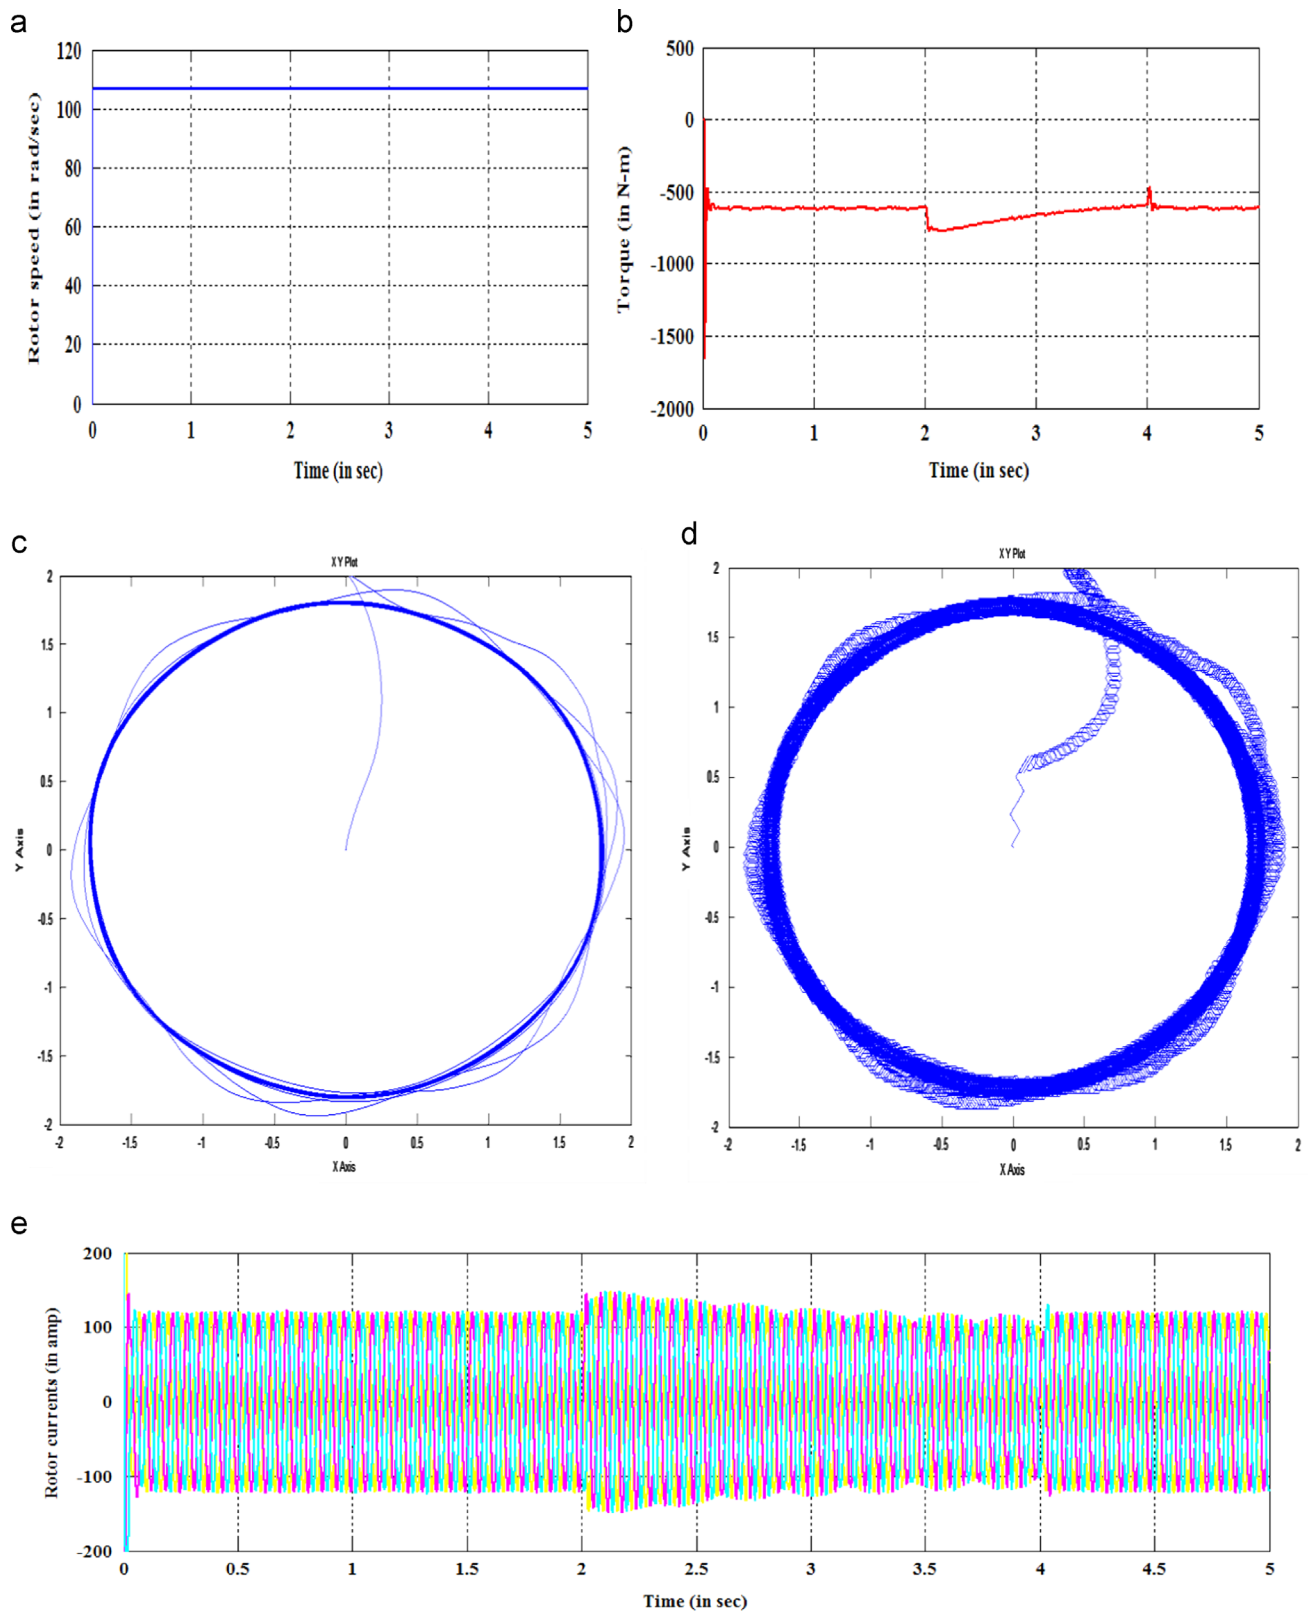 a
120
100
80
60
40
20
0
Rotor speed (in rad/sec)
0 1 2 3 4 5
Time (in sec)
b
500
0
-500
-1000
-1500
-2000
Torque (in N-m)
0 1 2 3 4 5
Time (in sec)
c
X Y Plot
2
1.5
1
0.5
0
-0.5
-1
-1.5
-2
Y Axis
-2 -1.5 -1 -0.5 0 0.5 1 1.5 2
X Axis
d
X Y Plot
2
1.5
1
0.5
0
-0.5
-1
-1.5
-2
Y Axis
-2 -1.5 -1 -0.5 0 0.5 1 1.5 2
X Axis
e
200
100
0
-100
-200
Rotor currents (in amp)
0 0.5 1 1.5 2 2.5 3 3.5 4 4.5 5
Time (in sec)